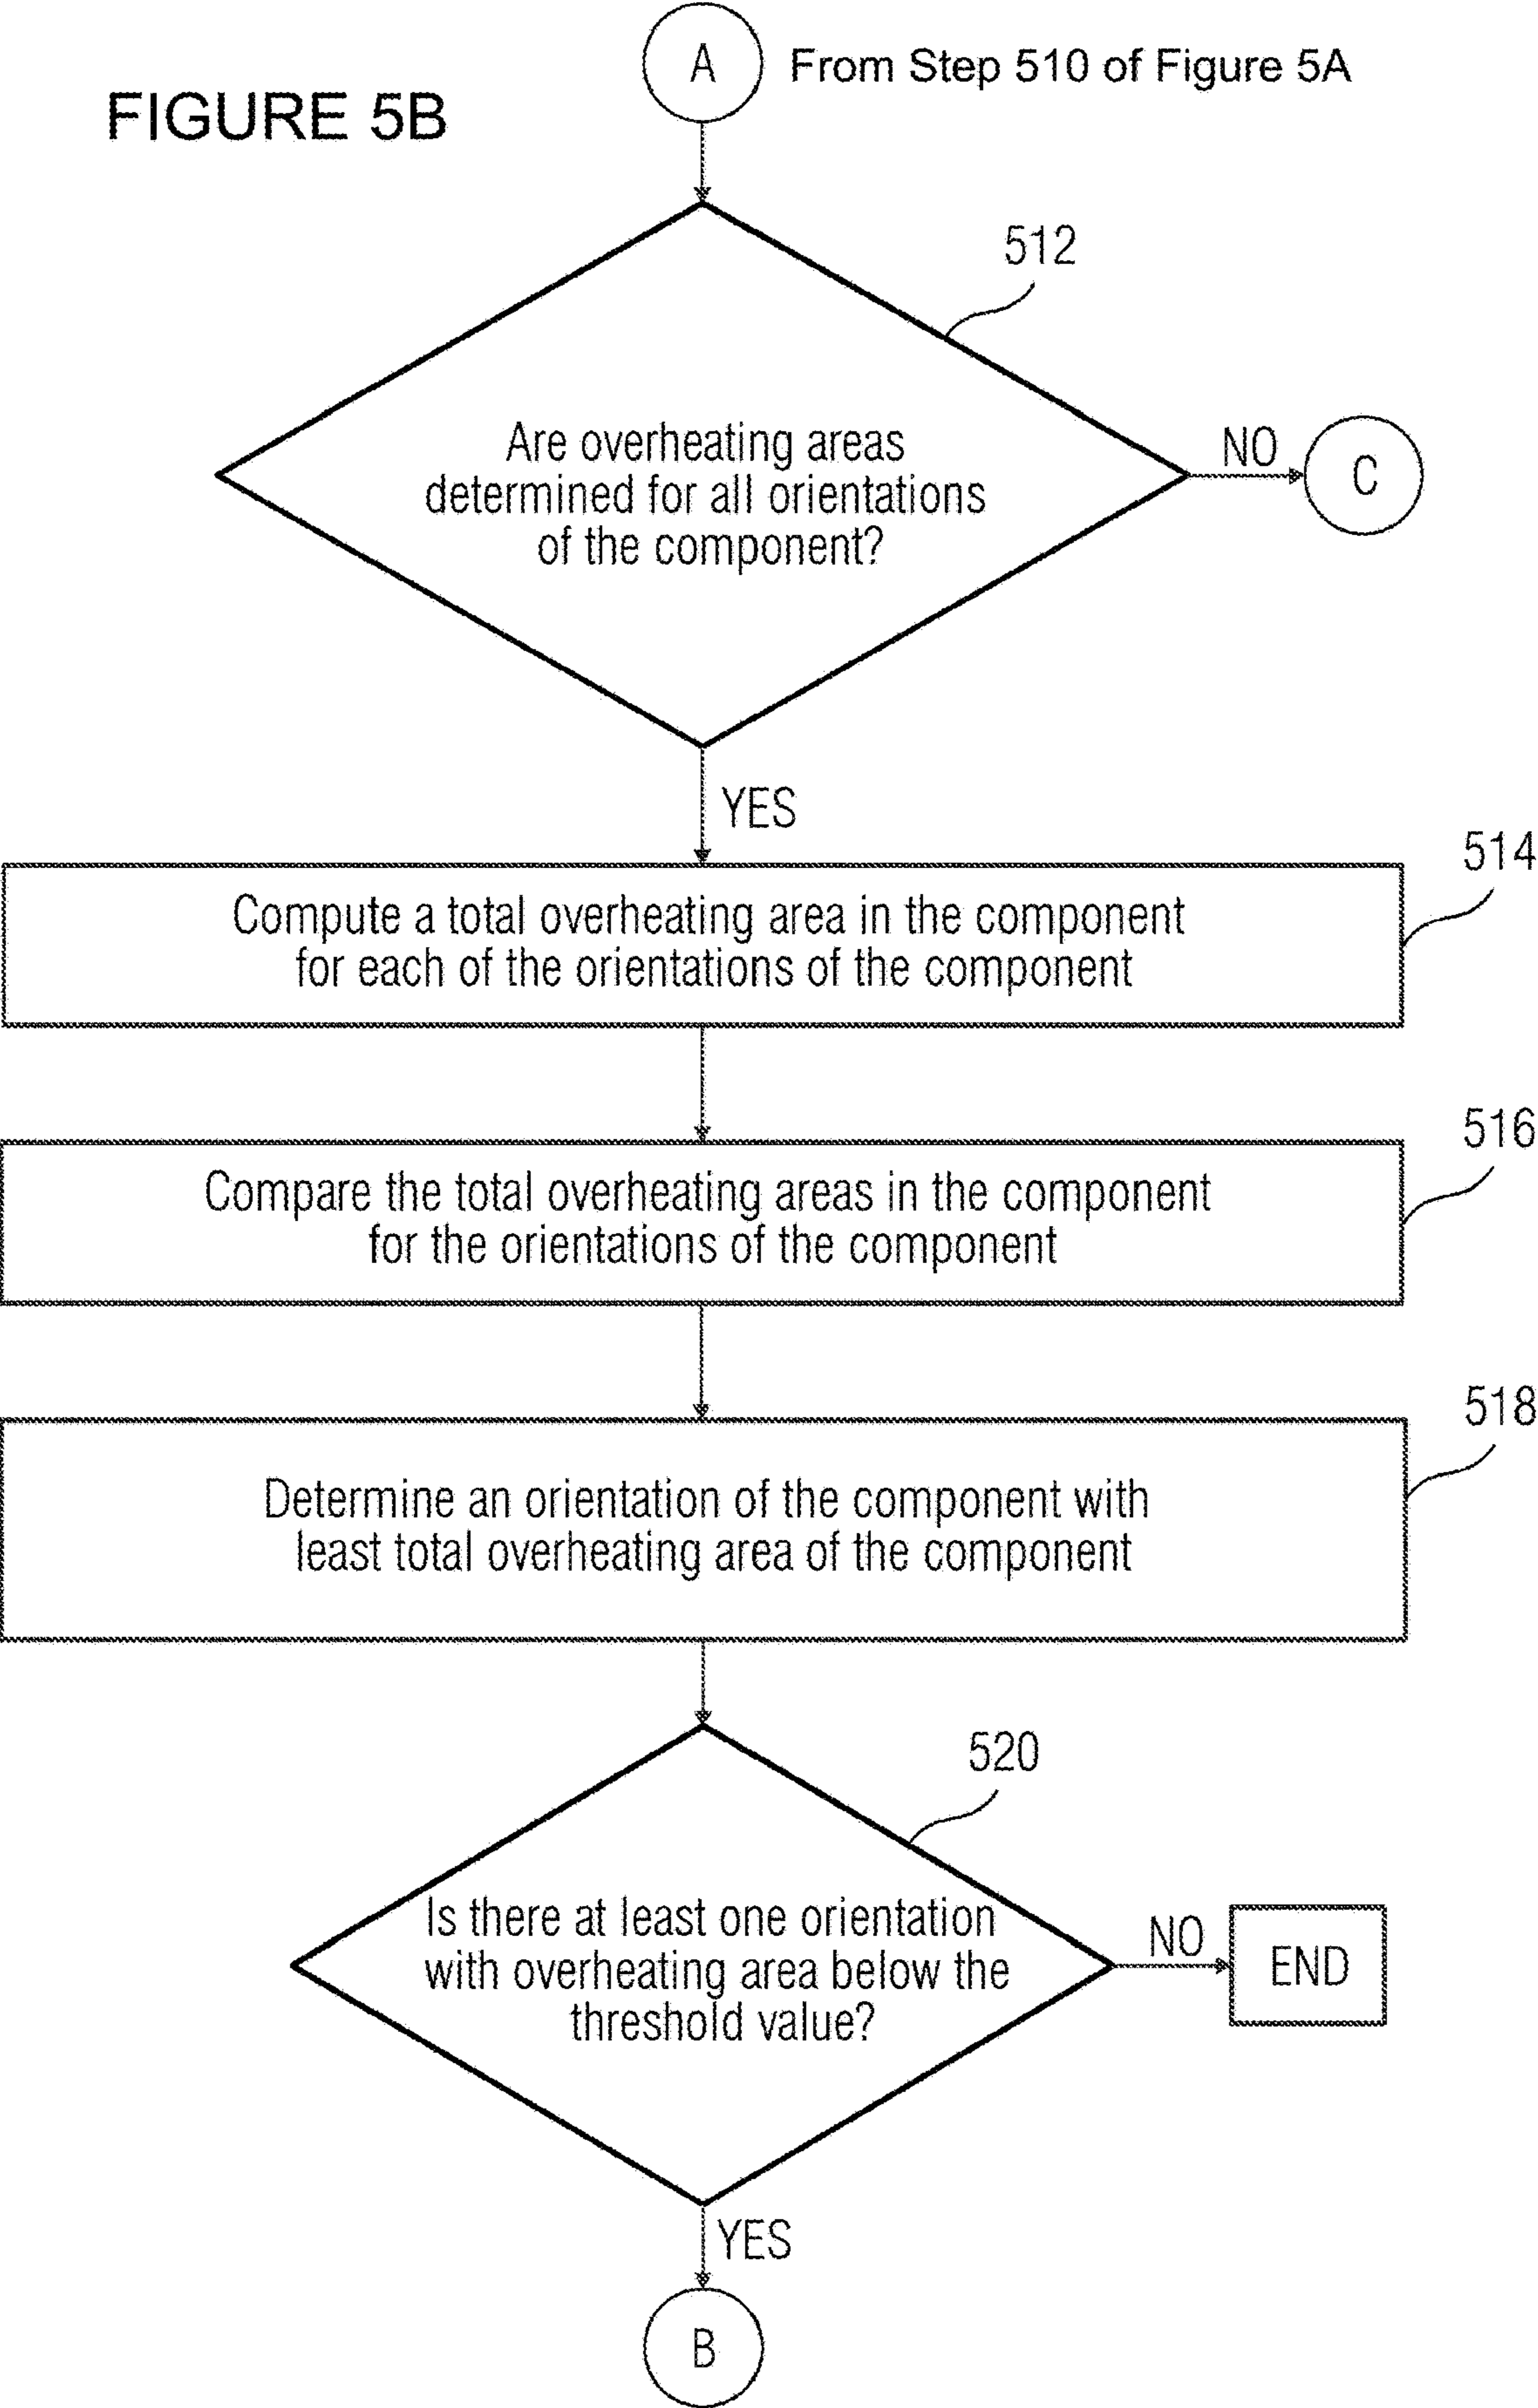 A
From Step 510 of Figure 5A
FIGURE 5B
512
Are overheating areas
determined for all orientations
of the component?
NO
C
YES
514
Compute a total overheating area in the component
for each of the orientations of the component
516
Compare the total overheating areas in the component
for the orientations of the component
518
Determine an orientation of the component with
least total overheating area of the component
520
Is there at least one orientation
with overheating area below the
threshold value?
NO
END
YES
B